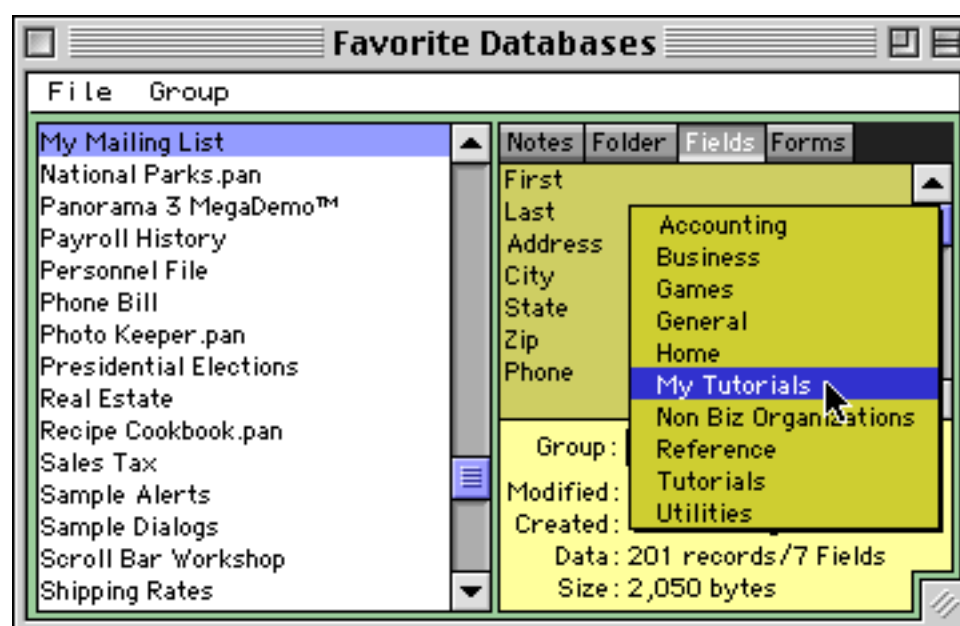 Favorite Databases
File Group
My Mailing List
National Parks.pan
Panorama 3 MegaDemo™
Payroll History
Personnel File
Phone Bill
Photo Keeper.pan
Presidential Elections
Real Estate
Recipe Cookbook.pan
Sales Tax
Sample Alerts
Sample Dialogs
Scroll Bar Workshop
Shipping Rates
Notes Folder Fields Forms
First
Last
Address
City
State
Zip
Phone
Accounting
Business
Games
General
Home
My Tutorials
Non Biz Organizations
Reference
Tutorials
Utilities
Group:
Modified:
Created:
Data: 201 records/7 Fields
Size: 2,050 bytes